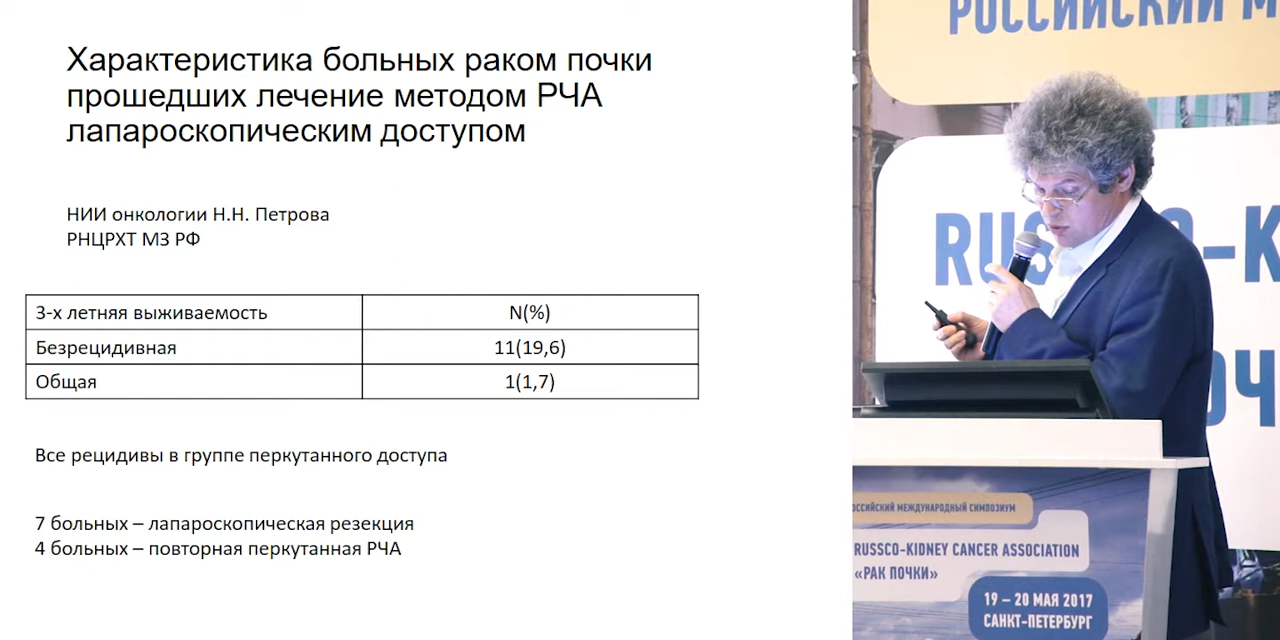 Характеристика больных раком почки
прошедших лечение методом РЧА
лапароскопическим доступом
НИИ онкологии Н.Н. Петрова
РНЦРХТ МЗ РФ
3-х летняя выживаемость N(%)
Безрецидивная 11(19,6)
Общая 1(1,7)
Все рецидивы в группе перкутанного доступа
7 больных – лапароскопическая резекция
4 больных – повторная перкутанная РЧА
РОССИЙСКИЙ М
RUS О-К
ОЧ
ОССИЙСКИЙ МЕЖДУНАРОДНЫЙ СИМПОЗИУМ
RUSSCO-KIDNEY CANCER ASSOCIATION
«РАК ПОЧКИ»
19 – 20 МАЯ 2017
САНКТ-ПЕТЕРБУРГ